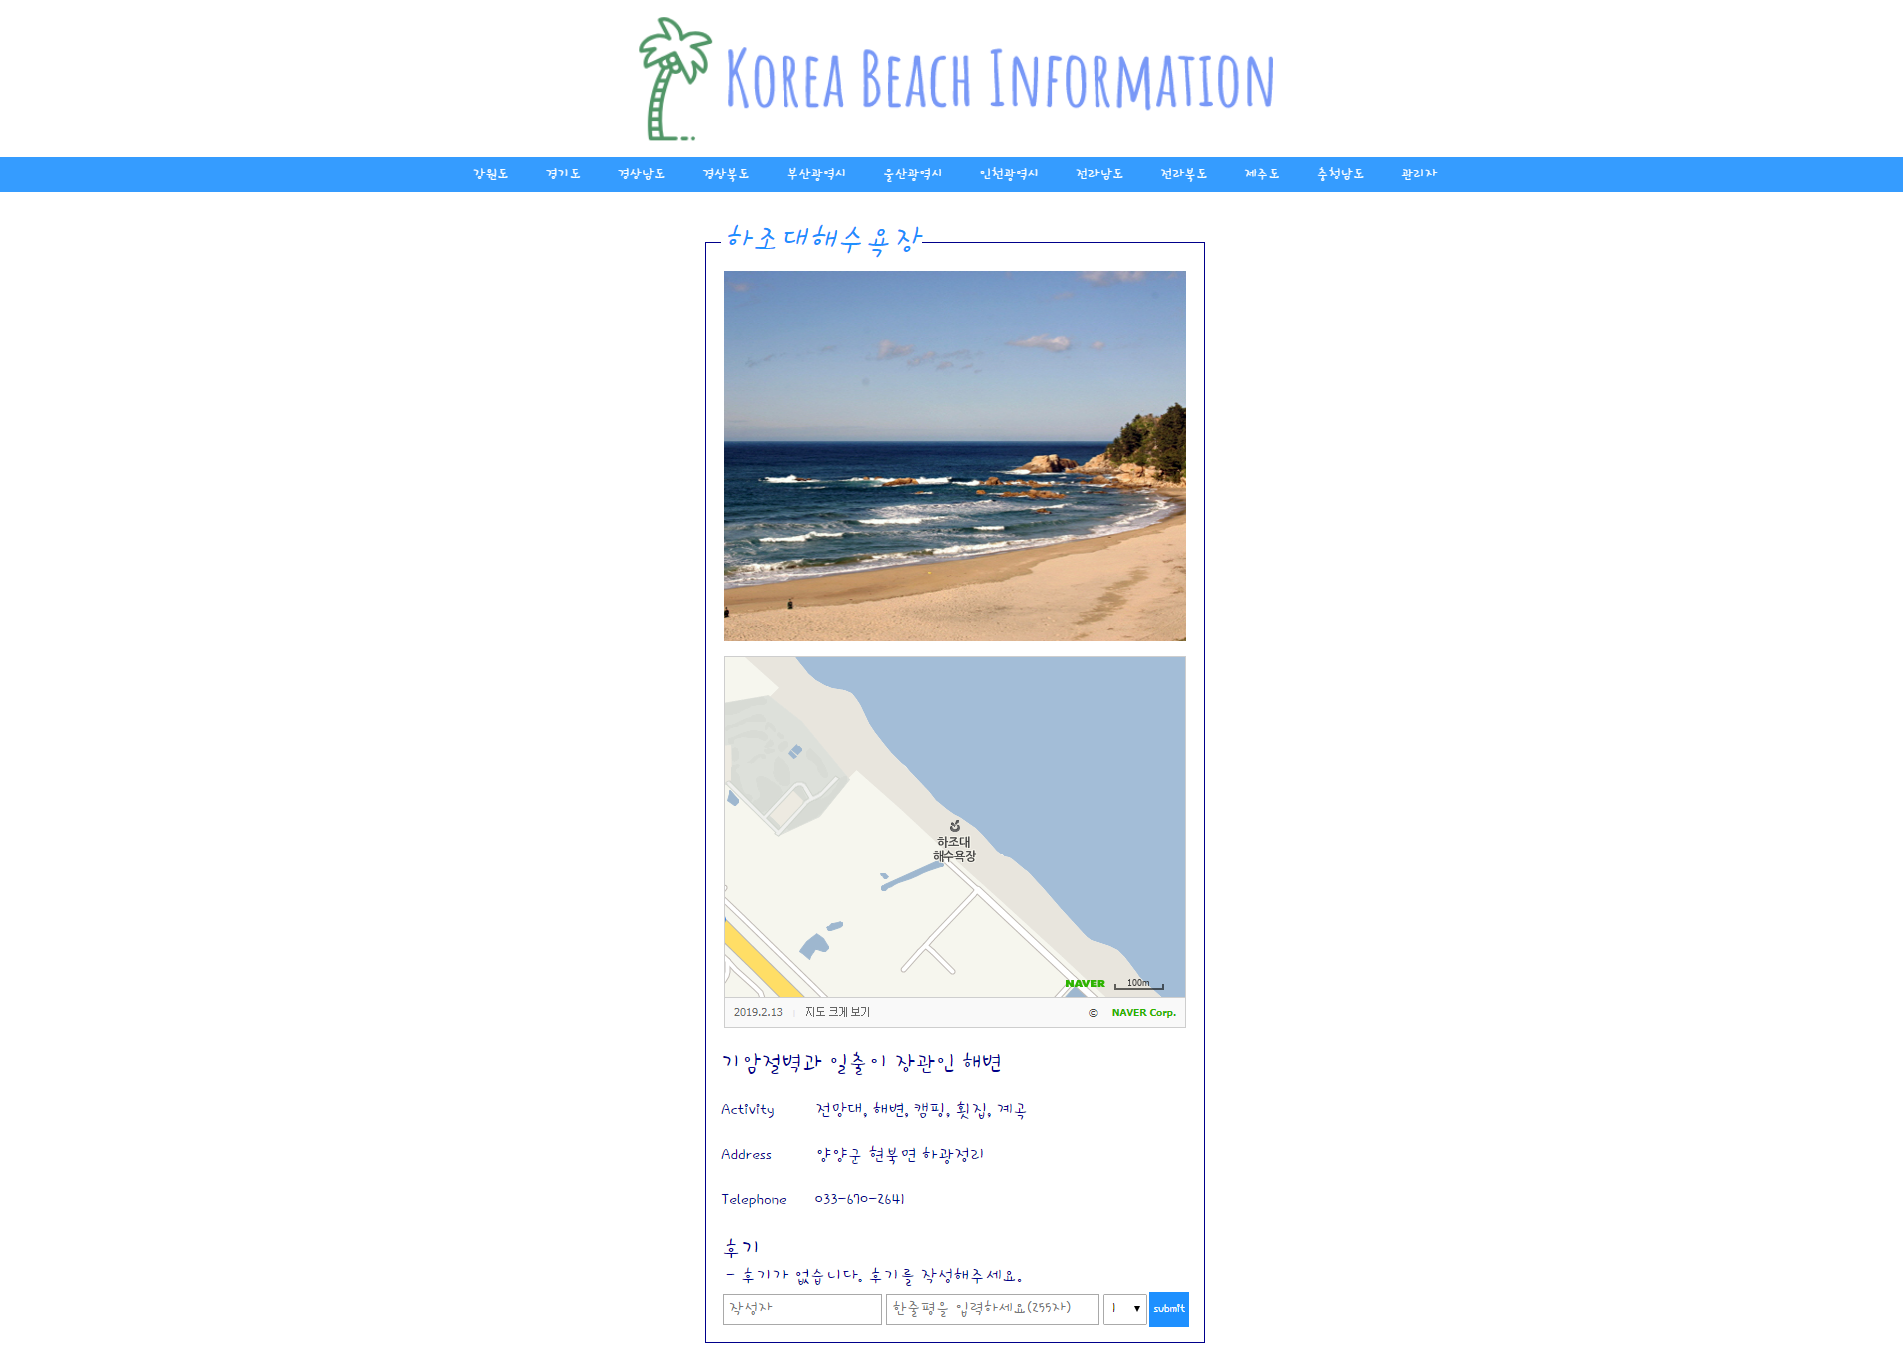 KOREA BEACH INFORMATION
강원도 경기도 경상남도 경상북도 부산광역시 울산광역시 인천광역시 전라남도 전라북도 제주도 충청남도 관리자
하조대해수욕장
하조대
해수욕장
NAVER 100m
2019.2.13 지도 크게 보기 © NAVER Corp.
기암절벽과 일출이 장관인 해변
Activity 전망대, 해변, 캠핑, 횟집, 계곡
Address 양양군 현북면 하광정리
Telephone 033-670-2641
후기
- 후기가 없습니다. 후기를 작성해주세요.
작성자 한줄평을 입력하세요(255자) 1 submit